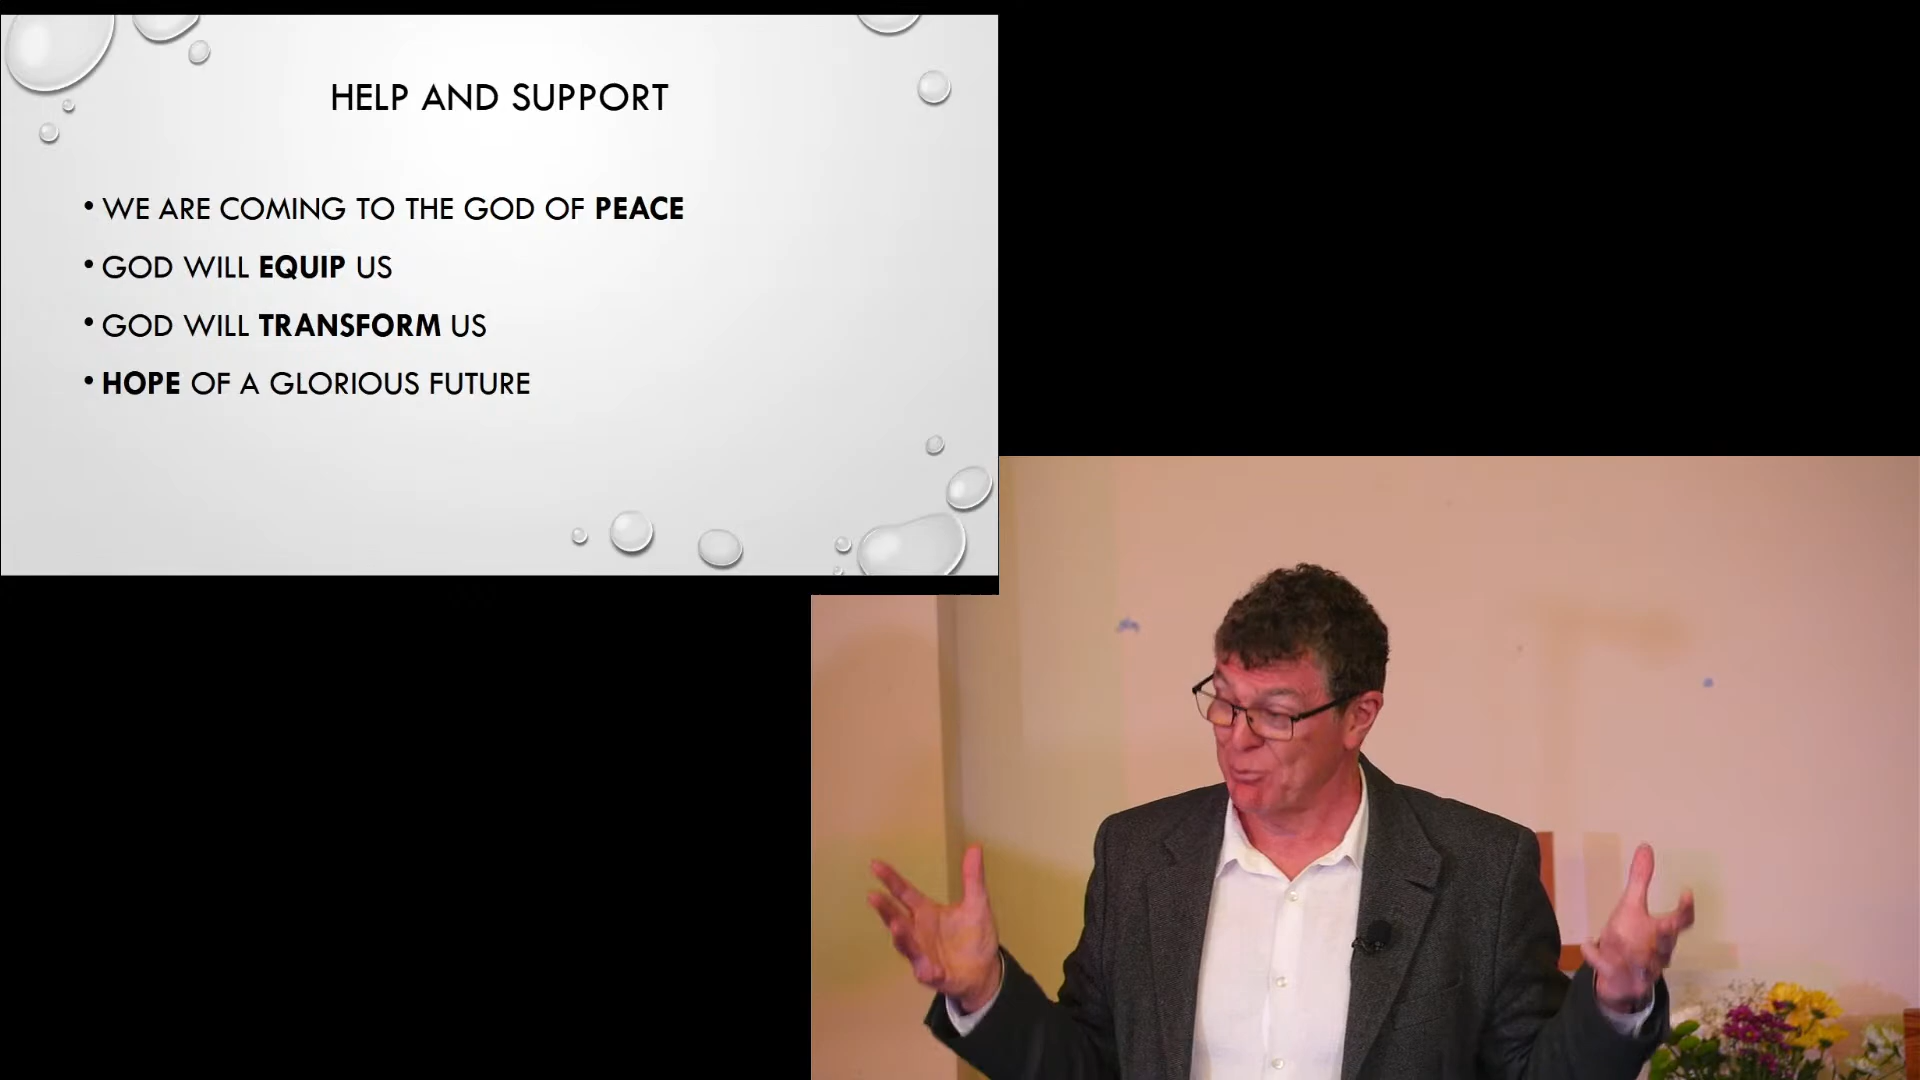 HELP AND SUPPORT
• WE ARE COMING TO THE GOD OF PEACE
• GOD WILL EQUIP US
• GOD WILL TRANSFORM US
• HOPE OF A GLORIOUS FUTURE